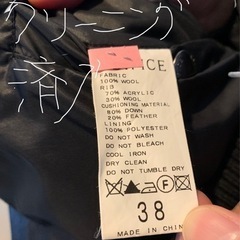 クリーニング
済み
FABRIC
100% WOOL
RIB
70% ACRYLIC
30% WOOL
CUSHIONING MATERIAL
80% DOWN
20% FEATHER
LINING
100% POLYESTER
DO NOT WASH
DO NOT BLEACH
COOL IRON
DRY CLEAN
DO NOT TUMBLE DRY
38
MADE IN CHINA